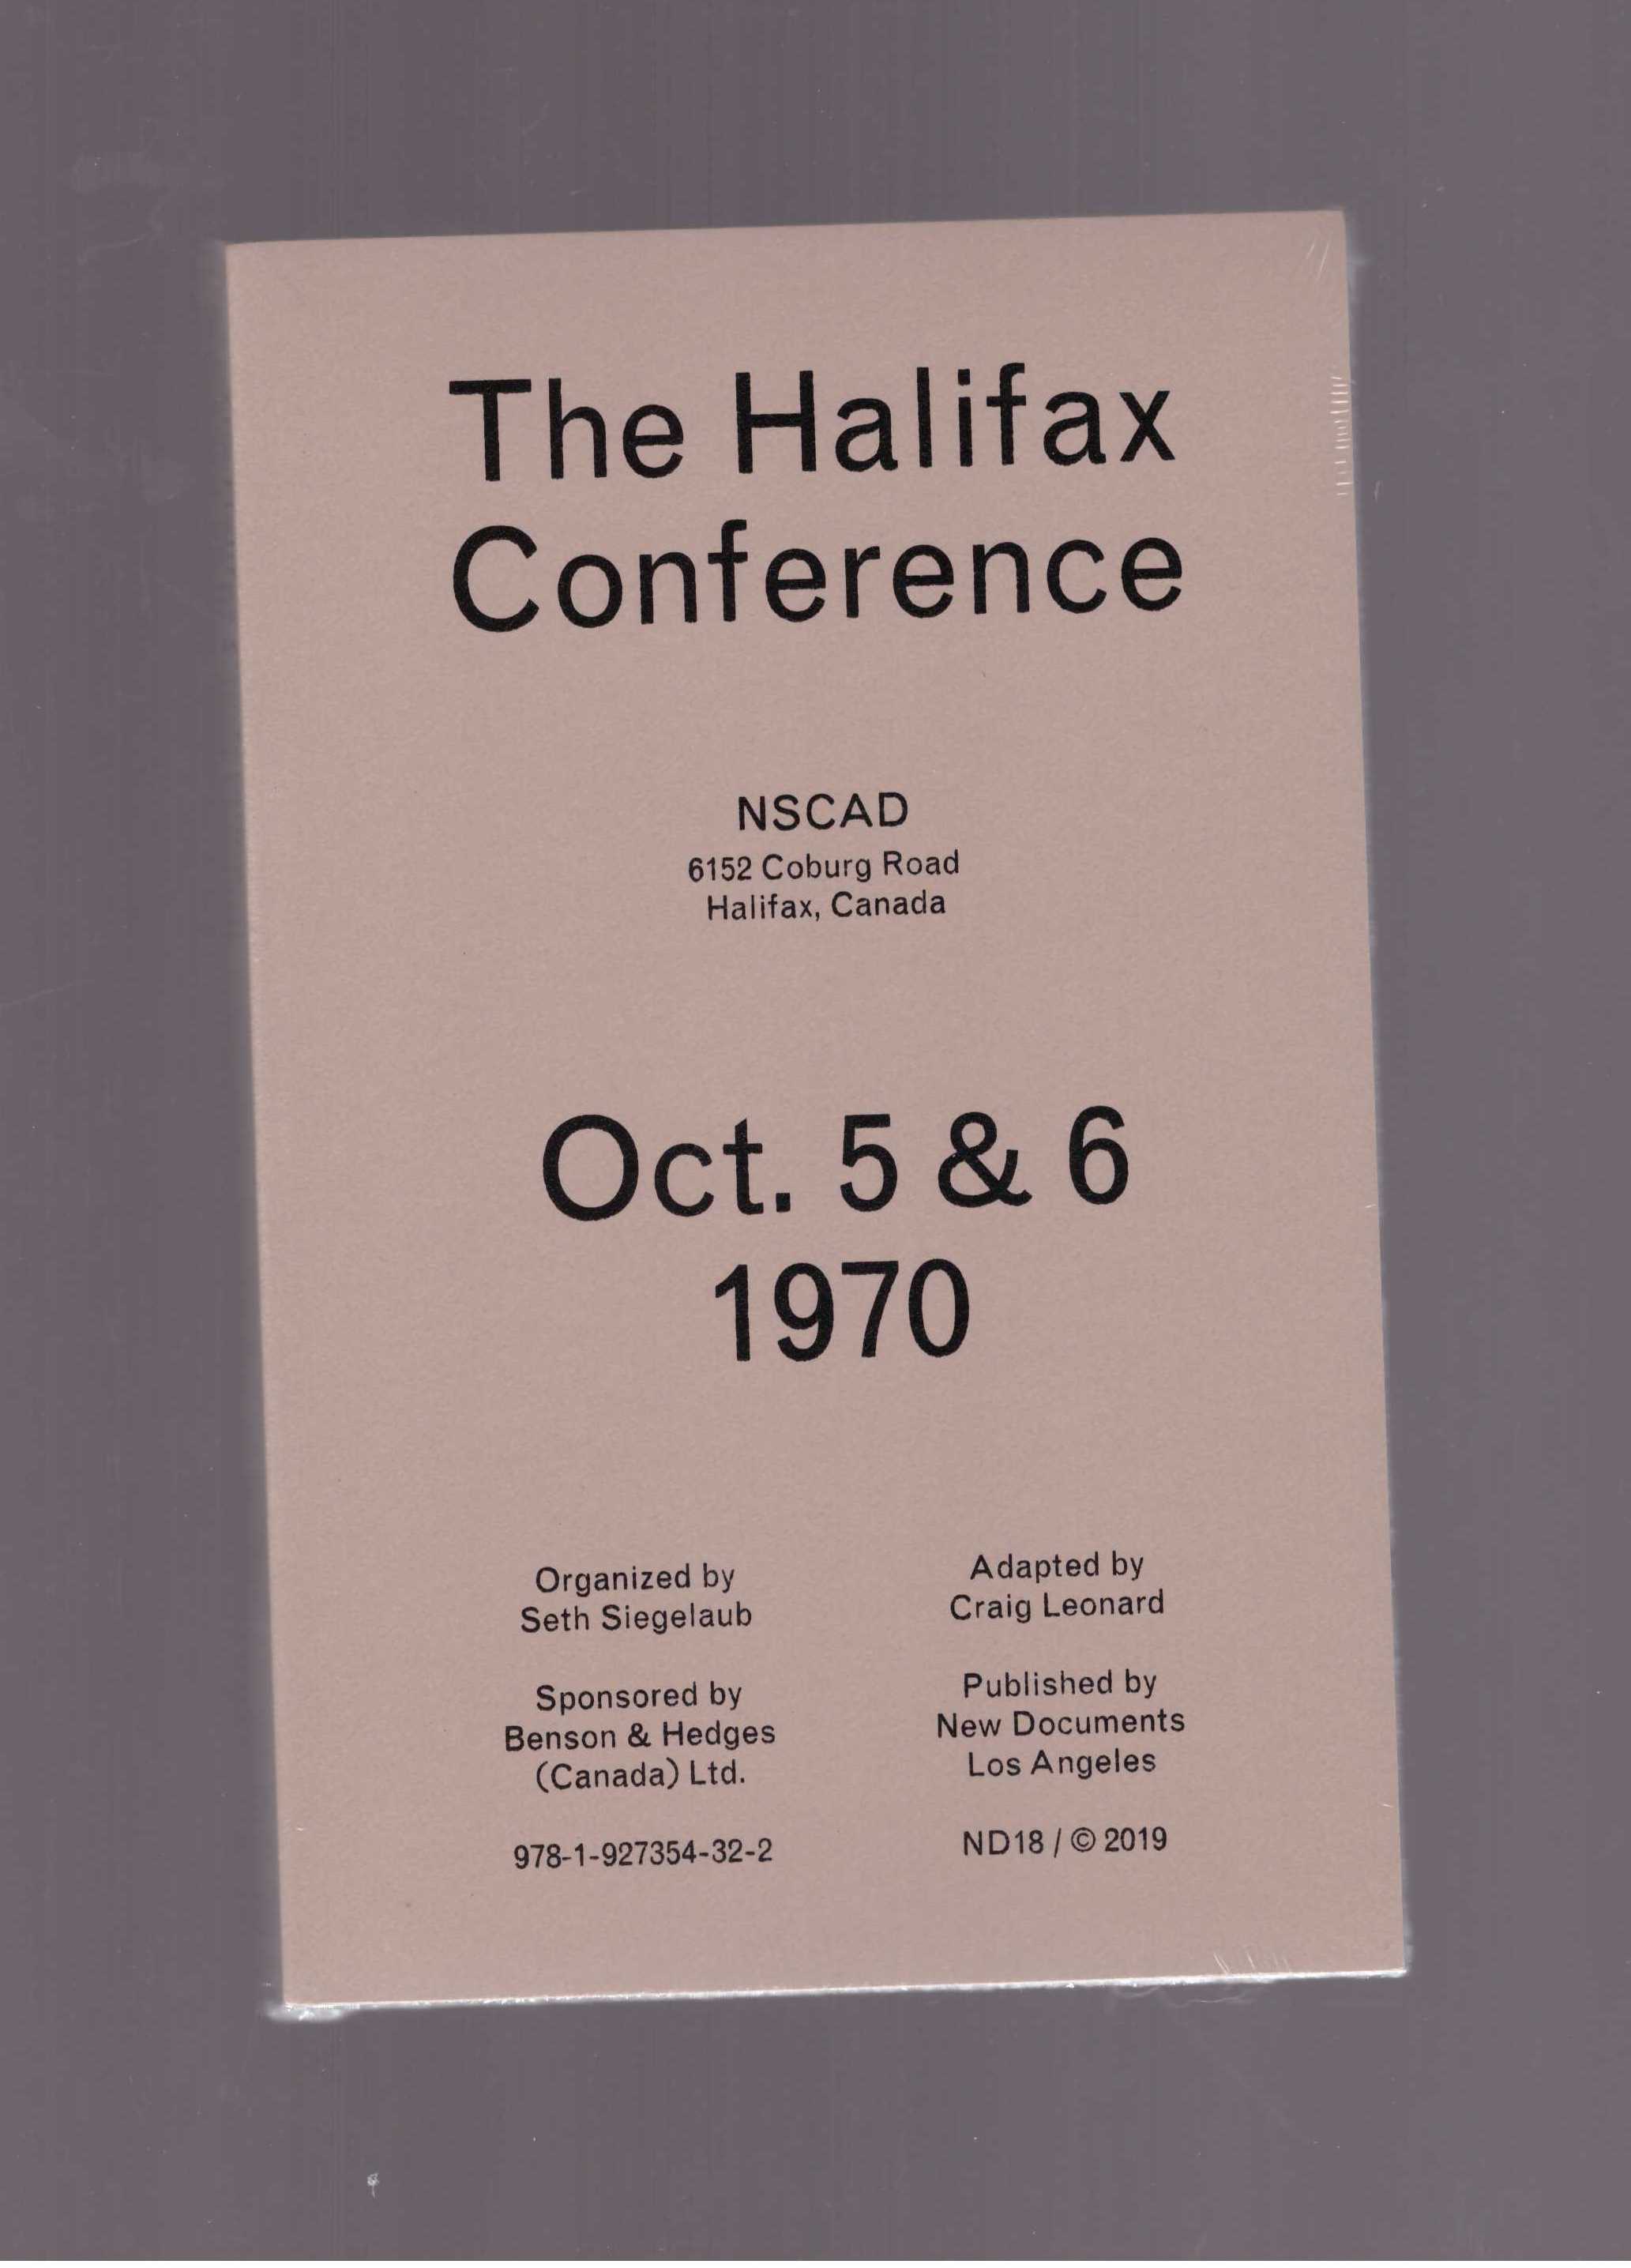 The Halifax
Conference
NSCAD
6152 Coburg Road
Halifax, Canada
Oct. 5 & 6
1970
Organized by
Seth Siegelaub
Sponsored by
Benson & Hedges
(Canada) Ltd.
978-1-927354-32-2
Adapted by
Craig Leonard
Published by
New Documents
Los Angeles
ND18 / © 2019